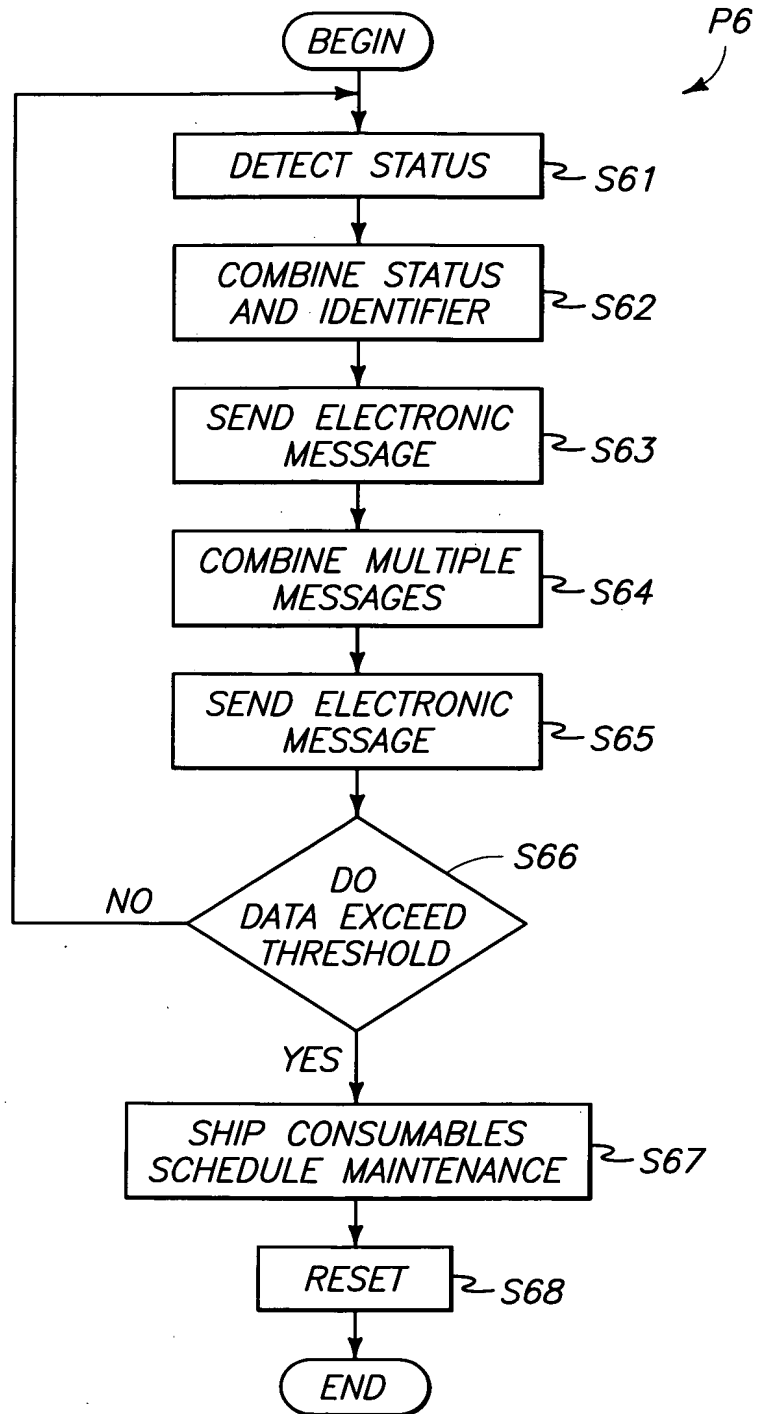 BEGIN
P6
DETECT STATUS
S61
COMBINE STATUS
AND IDENTIFIER
S62
SEND ELECTRONIC
MESSAGE
S63
COMBINE MULTIPLE
MESSAGES
S64
SEND ELECTRONIC
MESSAGE
S65
S66
DO
DATA EXCEED
THRESHOLD
NO
YES
SHIP CONSUMABLES
SCHEDULE MAINTENANCE
S67
RESET
S68
END